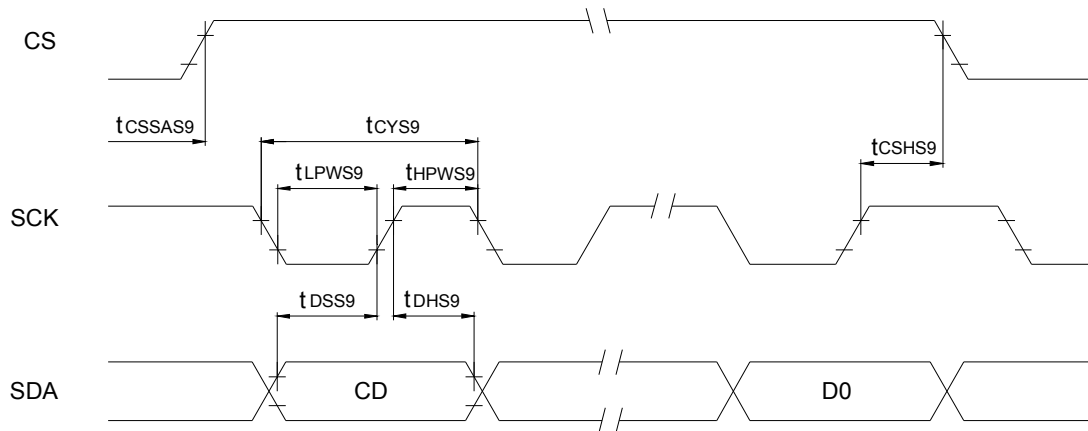 CS
tCSSAS9
tCYS9
tCSHS9
tLPWS9
tHPWS9
SCK
tDSS9
tDHS9
SDA
CD
D0